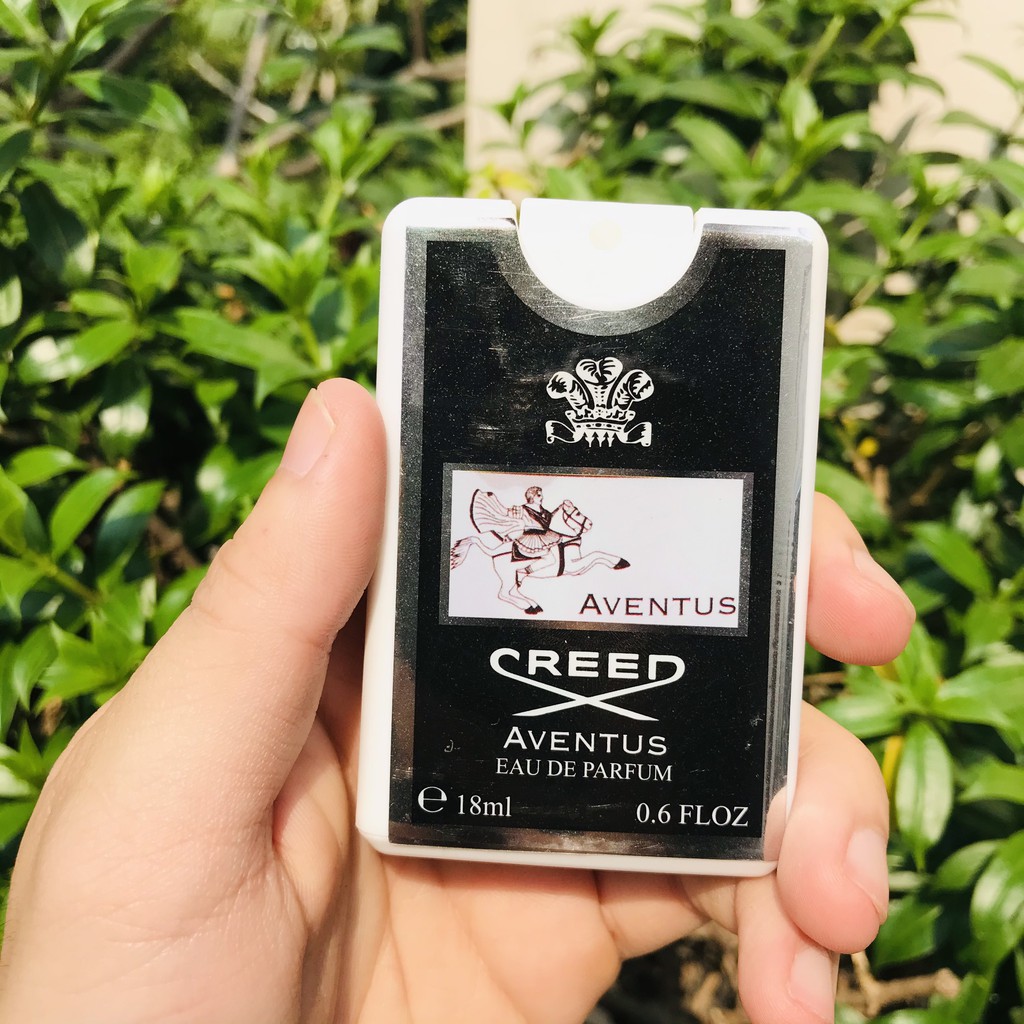 AVENTUS
CREED
AVENTUS
EAU DE PARFUM
℮ 18ml 0.6 FLOZ